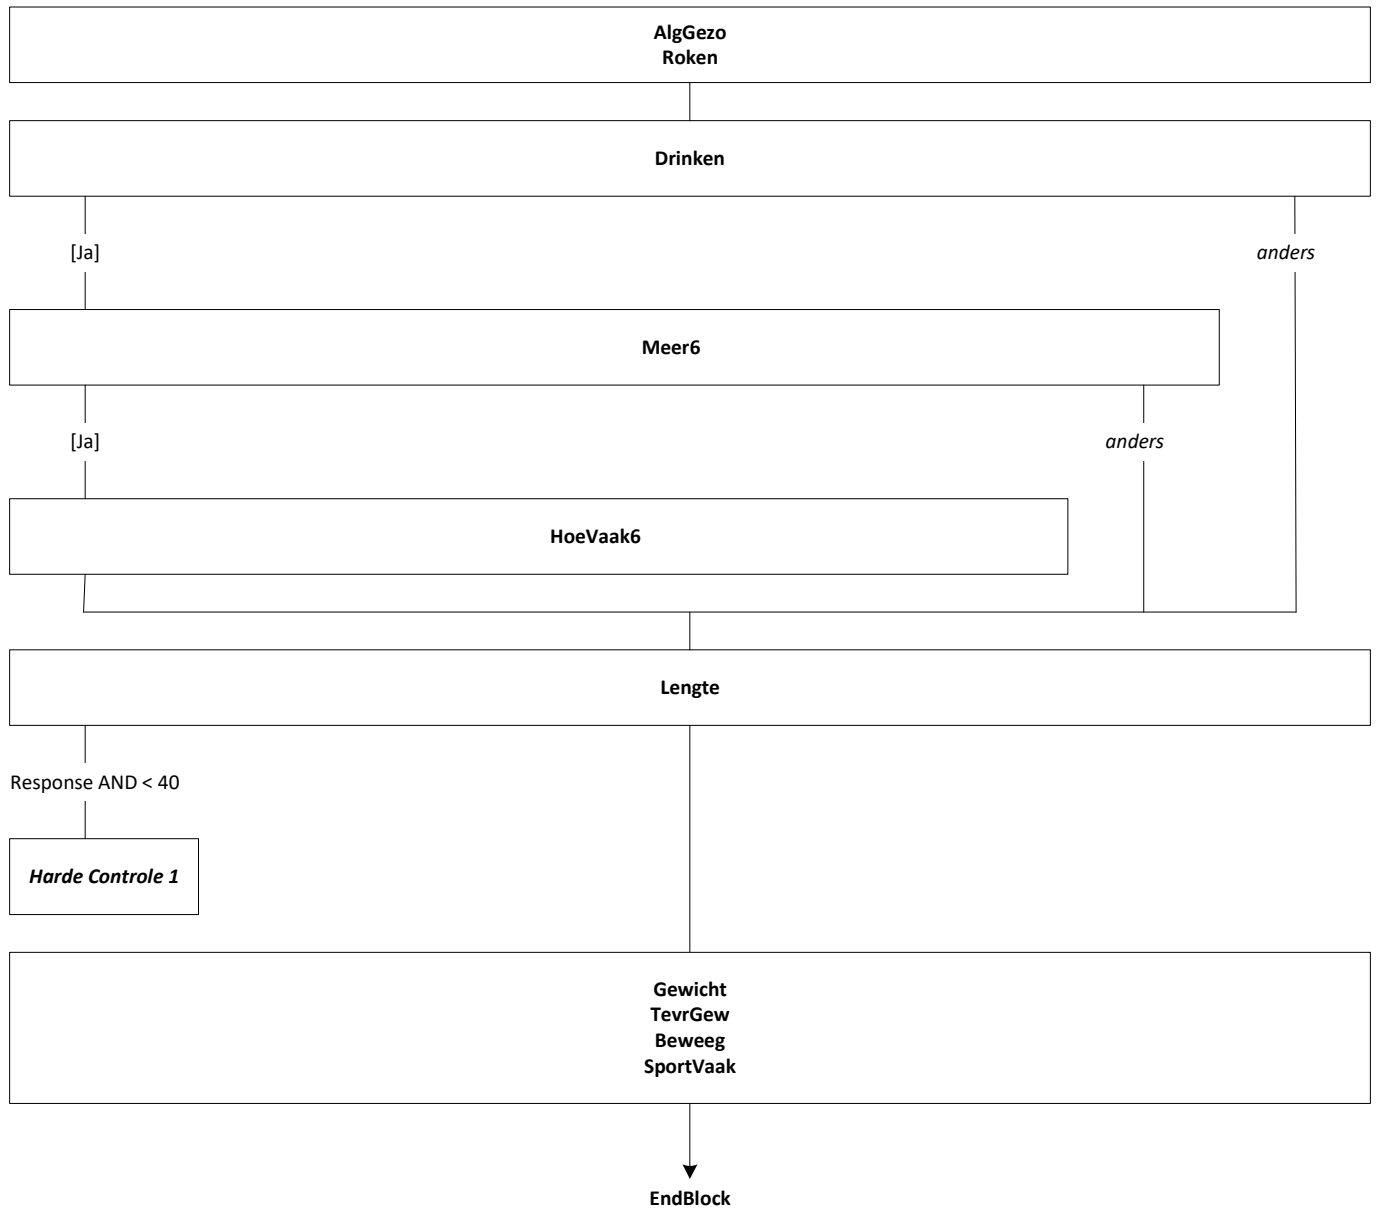 AlgGezo
Roken
Drinken
[Ja]
anders
Meer6
[Ja]
anders
HoeVaak6
Lengte
Response AND < 40
Harde Controle 1
Gewicht
TevrGew
Beweeg
SportVaak
EndBlock